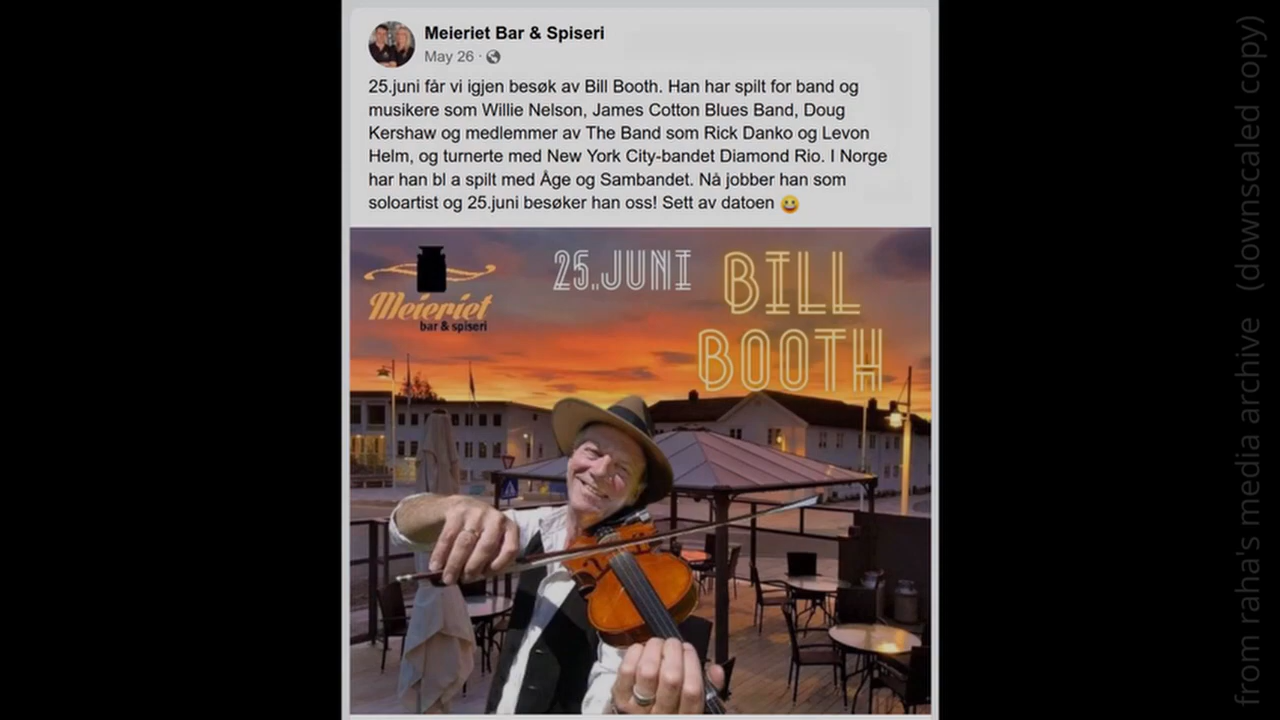 Meieriet Bar & Spiseri
May 26 ·
25.juni får vi igjen besøk av Bill Booth. Han har spilt for band og
musikere som Willie Nelson, James Cotton Blues Band, Doug
Kershaw og medlemmer av The Band som Rick Danko og Levon
Helm, og turnerte med New York City-bandet Diamond Rio. I Norge
har han bl a spilt med Åge og Sambandet. Nå jobber han som
soloartist og 25.juni besøker han oss! Sett av datoen 😀
Meieriet
bar & spiseri
25.JUNI
BILL
BOOTH
from raha's media archive (downscaled copy)